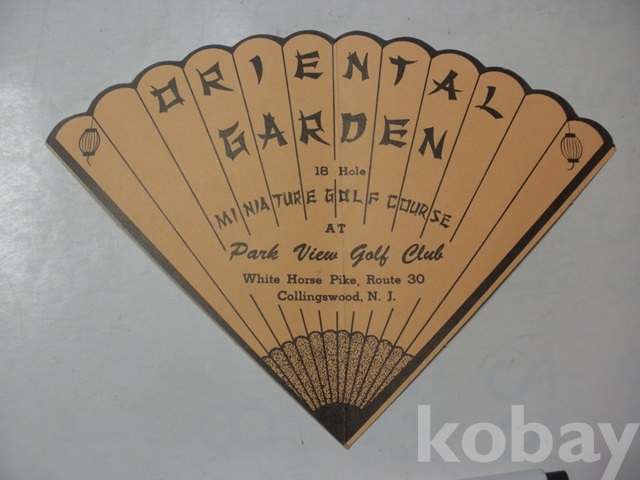 ORIENTAL
GARDEN
18 Hole
MINIATURE GOLF COURSE
AT
Park View Golf Club
White Horse Pike, Route 30
Collingswood, N. J.
kobay